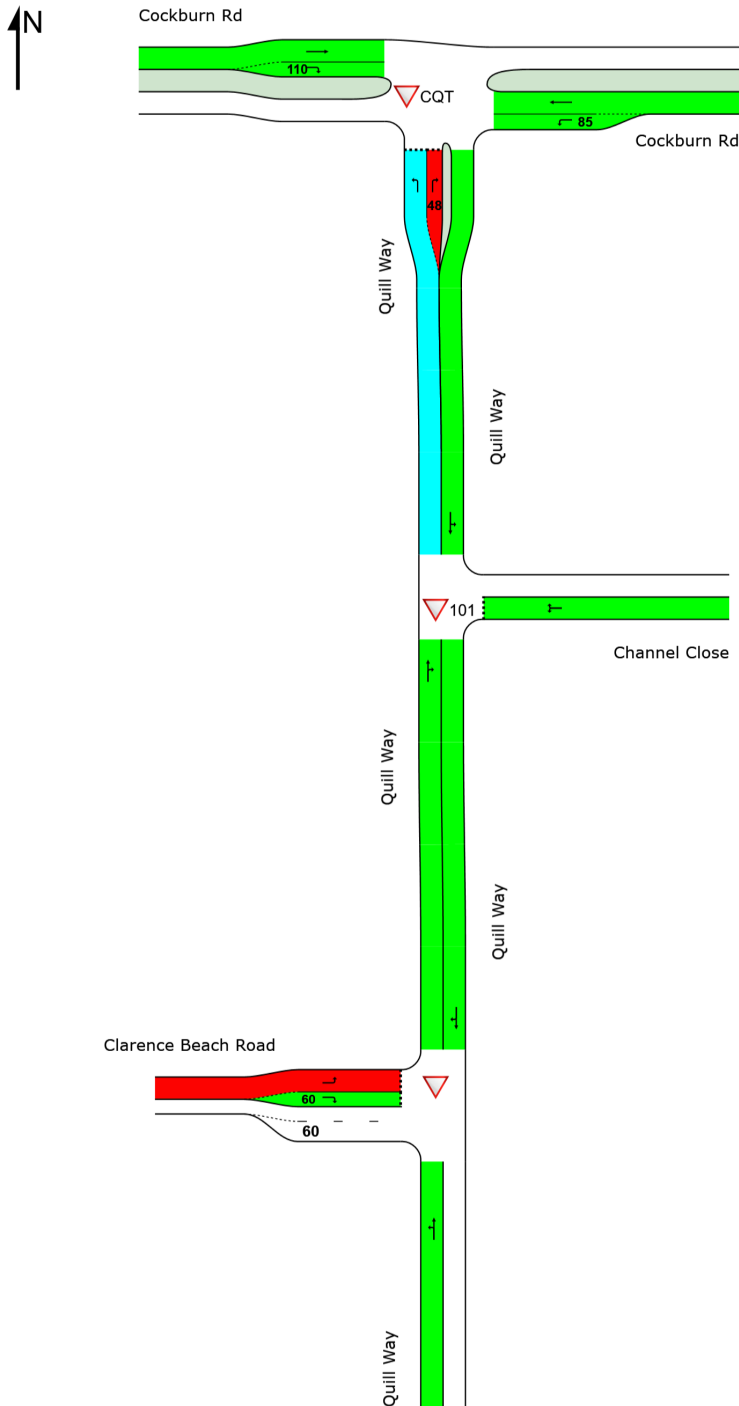 N
Cockburn Rd
110
CQT
85
Cockburn Rd
48
Quill Way
Quill Way
101
Channel Close
Quill Way
Quill Way
Clarence Beach Road
60
60
Quill Way